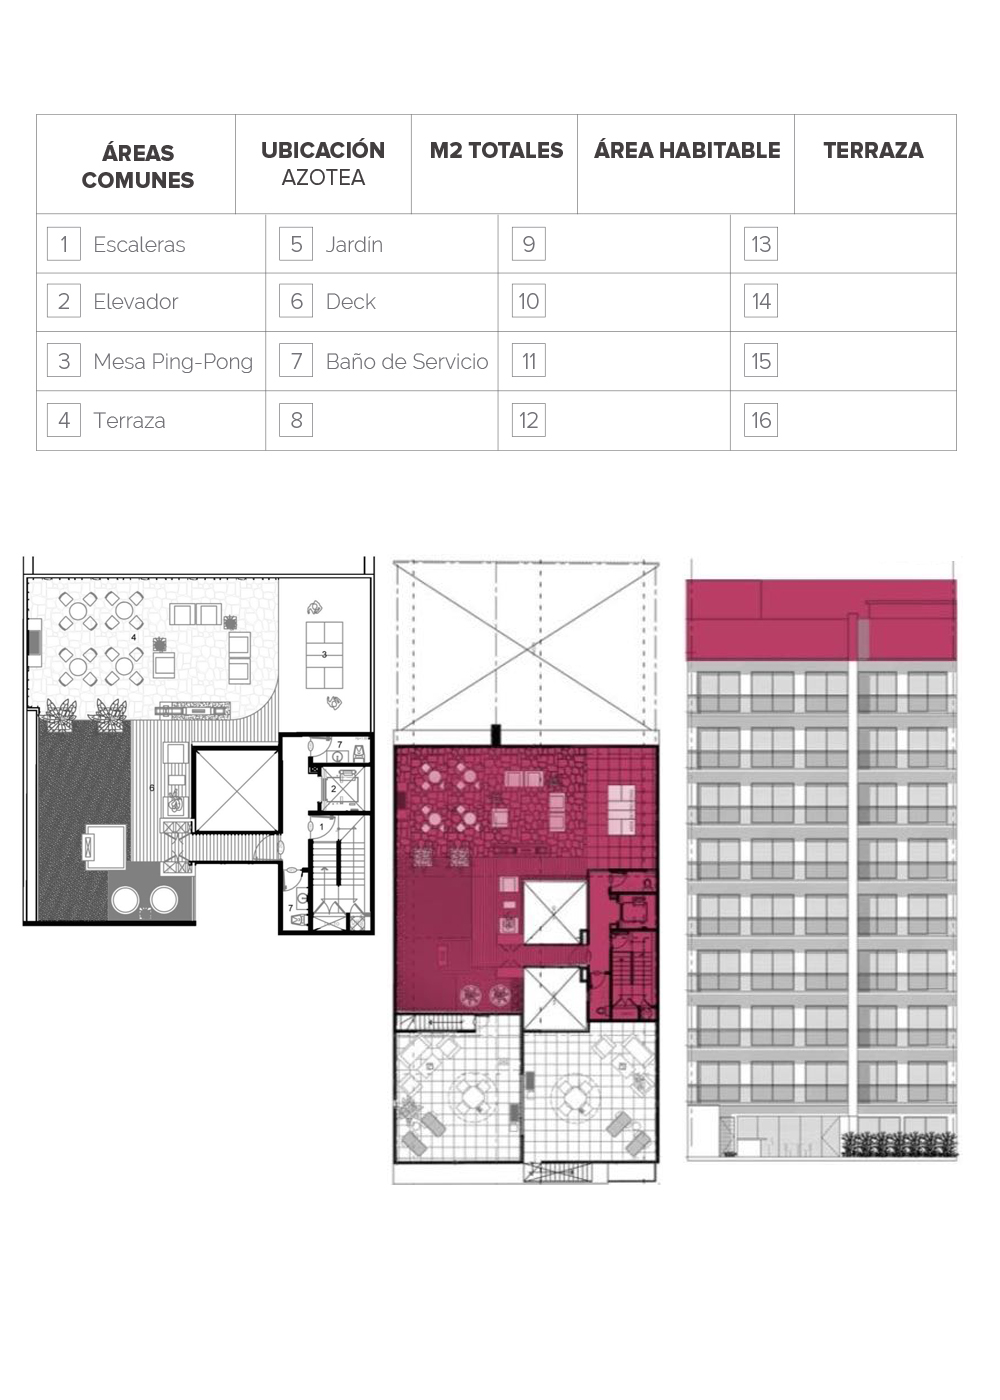 ÁREAS
COMUNES
UBICACIÓN
AZOTEA
M2 TOTALES
ÁREA HABITABLE
TERRAZA
1 Escaleras
5 Jardín
9
13
2 Elevador
6 Deck
10
14
3 Mesa Ping-Pong
7 Baño de Servicio
11
15
4 Terraza
8
12
16
4
3
7
2
6
1
7